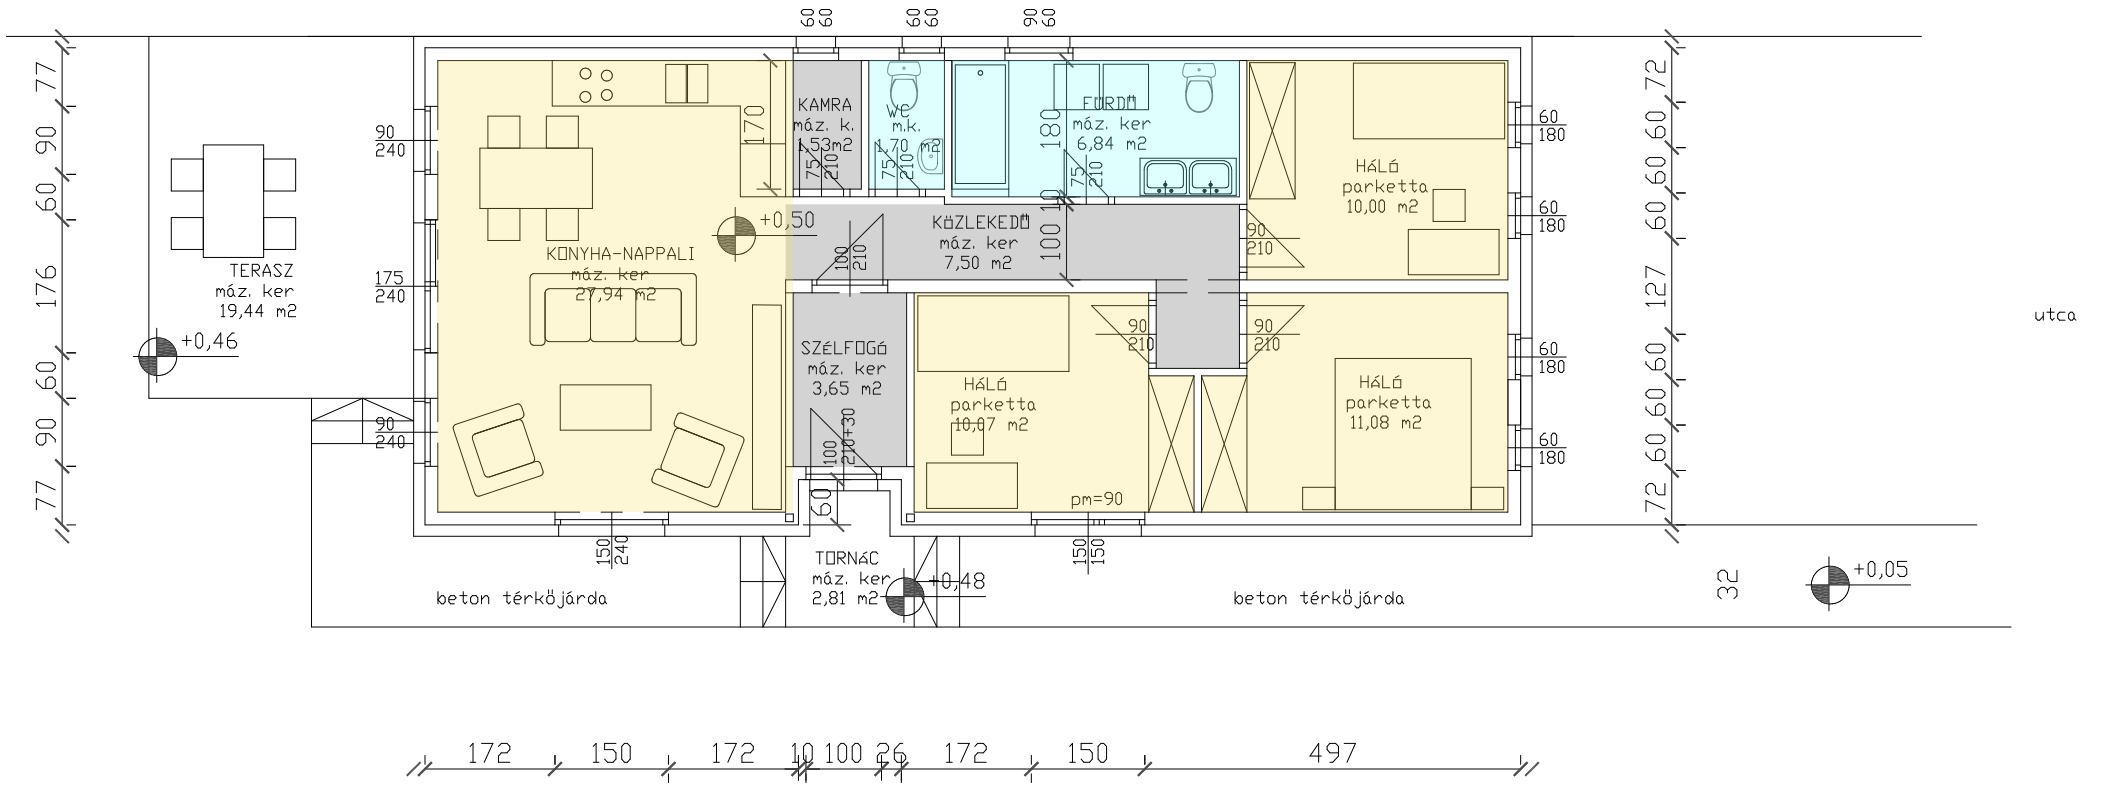 60
60
60
60
90
60
77
90
60
176
60
90
77
90
240
175
240
90
240
TERASZ
máz. ker
19,44 m2
+0,46
KONYHA-NAPPALI
máz. ker
27,94 m2
+0,50
170
KAMRA
máz. k.
1,53m2
75
210
WC
m.k.
1,70 m2
75
210
FÜRDŐ
máz. ker
6,84 m2
75
210
180
10
100
KÖZLEKEDŐ
máz. ker
7,50 m2
100
210
HÁLÓ
parketta
10,00 m2
90
210
SZÉLFOGÓ
máz. ker
3,65 m2
100
210+30
60
HÁLÓ
parketta
10,07 m2
90
210
pm=90
HÁLÓ
parketta
11,08 m2
90
210
60
180
60
180
60
180
60
180
72
60
60
60
127
60
60
60
72
utca
150
240
150
150
TORNÁC
máz. ker
2,81 m2
+0,48
beton térkőjárda
beton térkőjárda
32
+0,05
172
150
172
10
100
26
172
150
497